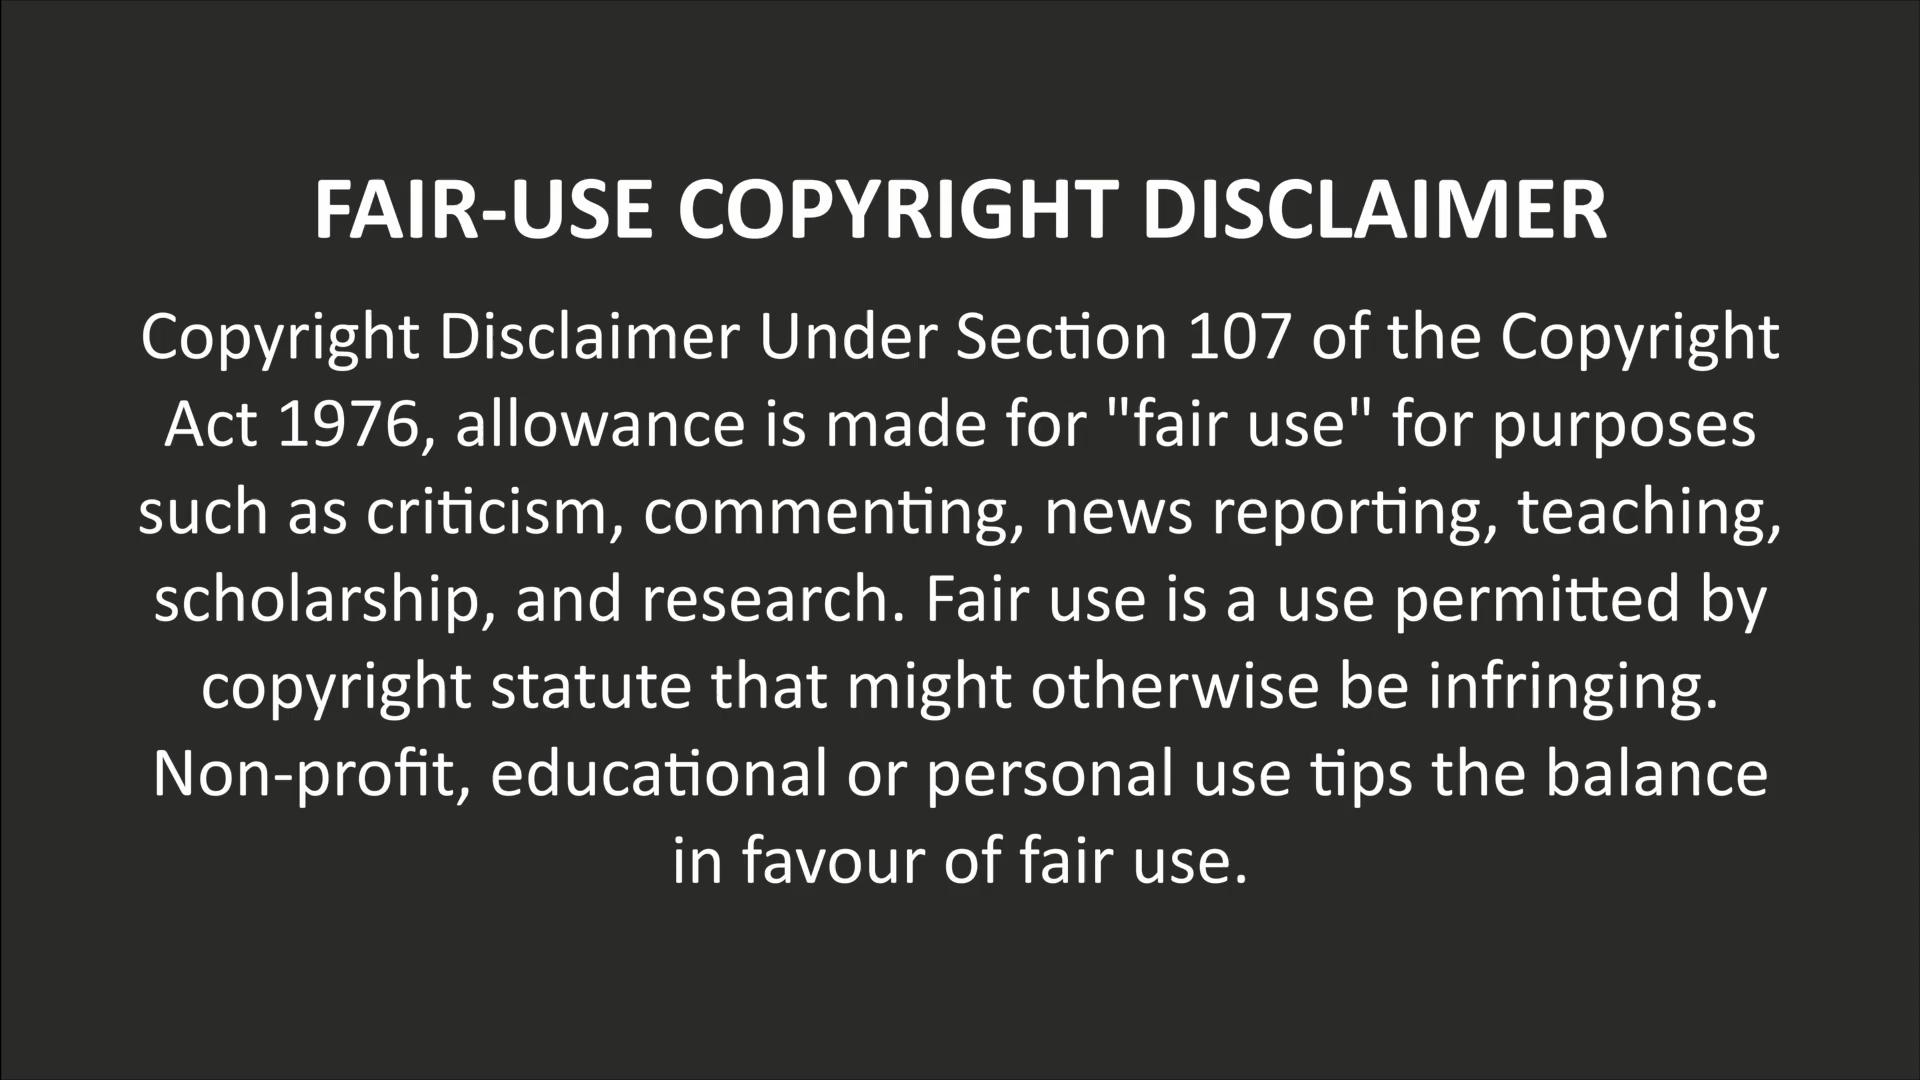 FAIR-USE COPYRIGHT DISCLAIMER
Copyright Disclaimer Under Section 107 of the Copyright
Act 1976, allowance is made for "fair use" for purposes
such as criticism, commenting, news reporting, teaching,
scholarship, and research. Fair use is a use permitted by
copyright statute that might otherwise be infringing.
Non-profit, educational or personal use tips the balance
in favour of fair use.